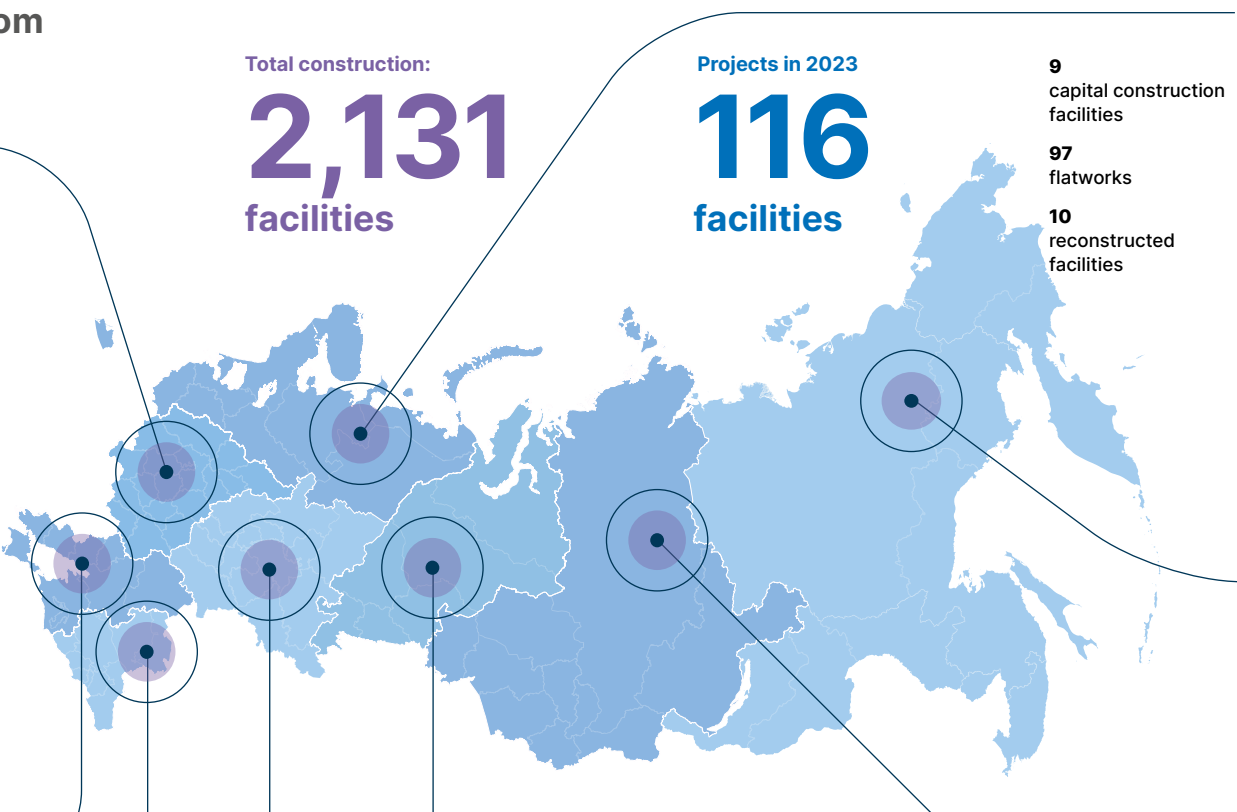 om
Total construction:
2,131
facilities
Projects in 2023
116
facilities
9
capital construction
facilities
97
flatworks
10
reconstructed
facilities